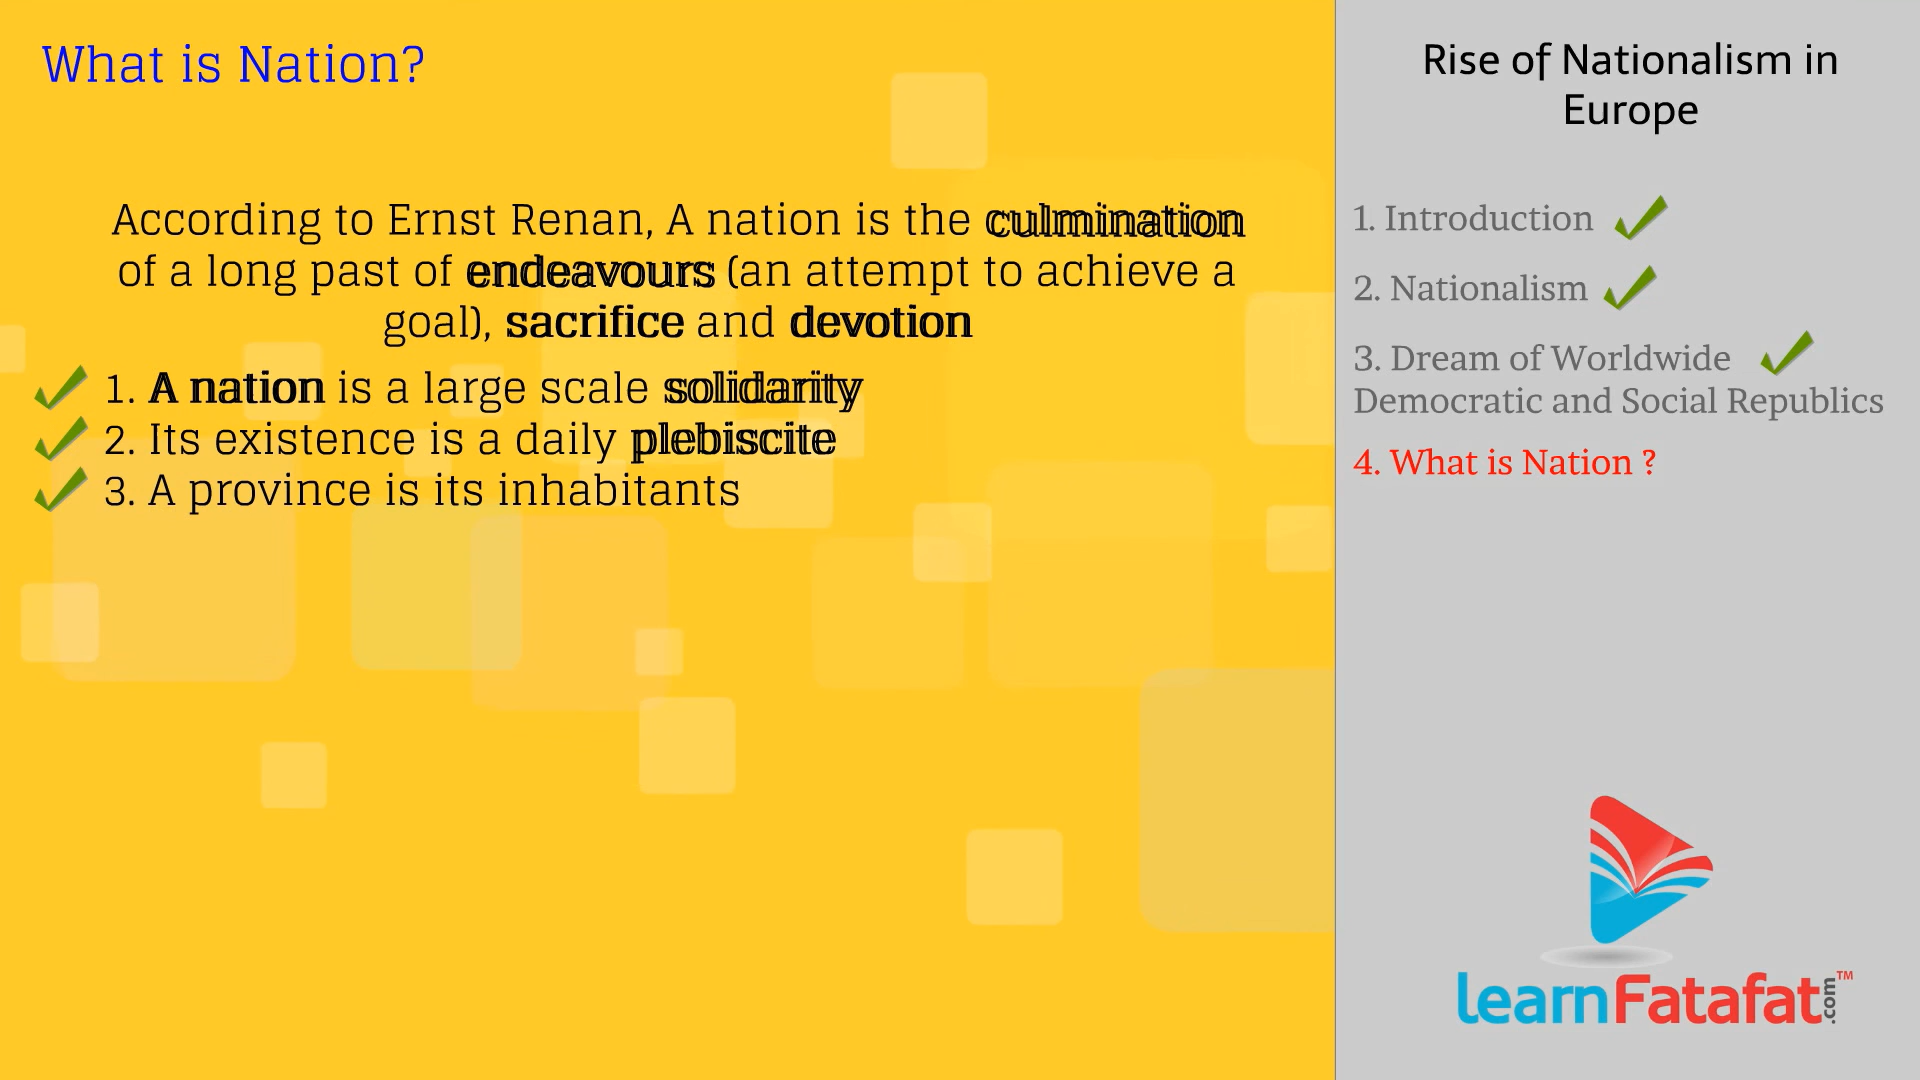 What is Nation?
According to Ernst Renan, A nation is the culmination
of a long past of endeavours (an attempt to achieve a
goal), sacrifice and devotion
1. A nation is a large scale solidarity
2. Its existence is a daily plebiscite
3. A province is its inhabitants
Rise of Nationalism in
Europe
1. Introduction
2. Nationalism
3. Dream of Worldwide
Democratic and Social Republics
4. What is Nation ?
learnFatafat.com™